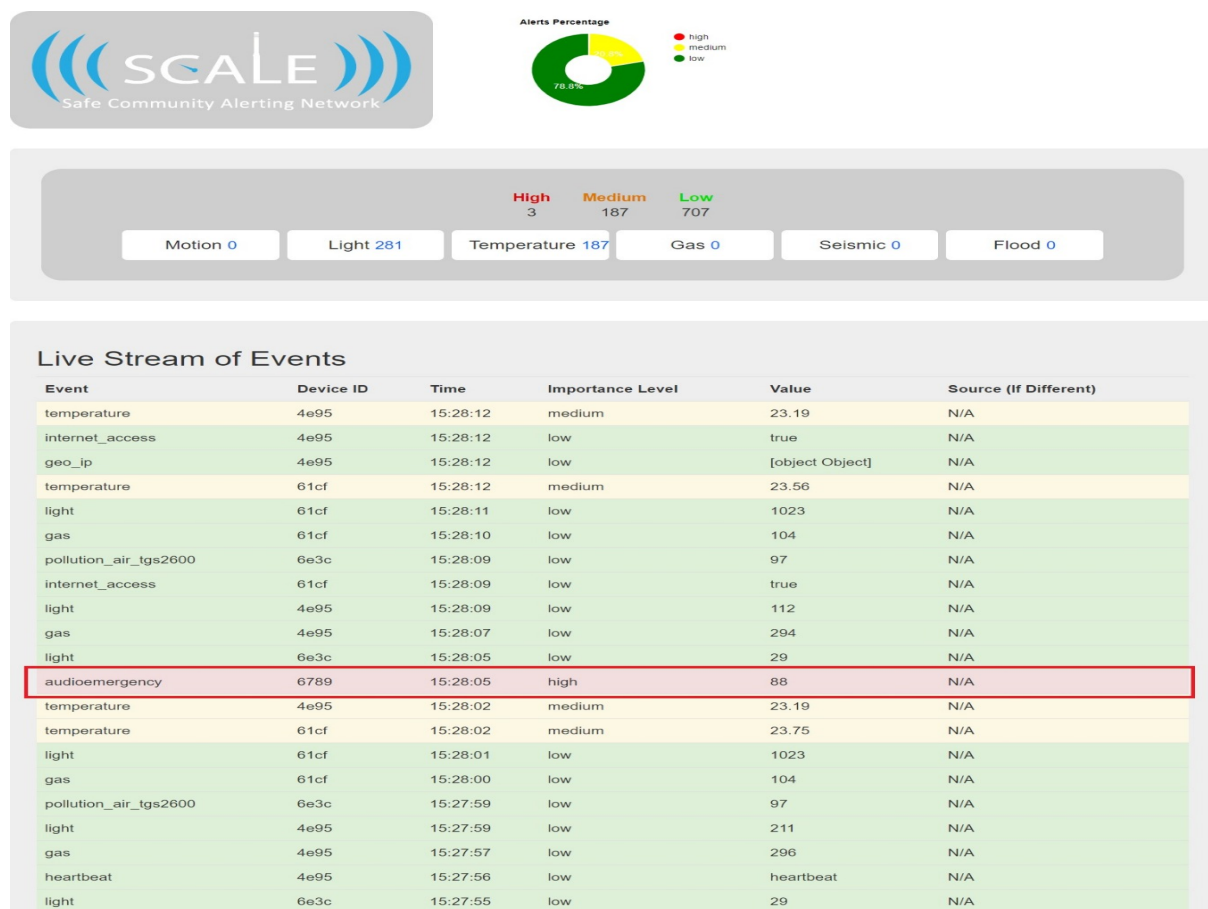 Alerts Percentage
((( SCALE )))
Safe Community Alerting Network
high
medium
low
78.8%
High Medium Low
3 187 707
Motion 0 Light 281 Temperature 187 Gas 0 Seismic 0 Flood 0
Live Stream of Events
Event Device ID Time Importance Level Value Source (If Different)
temperature 4e95 15:28:12 medium 23.19 N/A
internet_access 4e95 15:28:12 low true N/A
geo_ip 4e95 15:28:12 low [object Object] N/A
temperature 61cf 15:28:12 medium 23.56 N/A
light 61cf 15:28:11 low 1023 N/A
gas 61cf 15:28:10 low 104 N/A
pollution_air_tgs2600 6e3c 15:28:09 low 97 N/A
internet_access 61cf 15:28:09 low true N/A
light 4e95 15:28:09 low 112 N/A
gas 4e95 15:28:07 low 294 N/A
light 6e3c 15:28:05 low 29 N/A
audioemergency 6789 15:28:05 high 88 N/A
temperature 4e95 15:28:02 medium 23.19 N/A
temperature 61cf 15:28:02 medium 23.75 N/A
light 61cf 15:28:01 low 1023 N/A
gas 61cf 15:28:00 low 104 N/A
pollution_air_tgs2600 6e3c 15:27:59 low 97 N/A
light 4e95 15:27:59 low 211 N/A
gas 4e95 15:27:57 low 296 N/A
heartbeat 4e95 15:27:56 low heartbeat N/A
light 6e3c 15:27:55 low 29 N/A